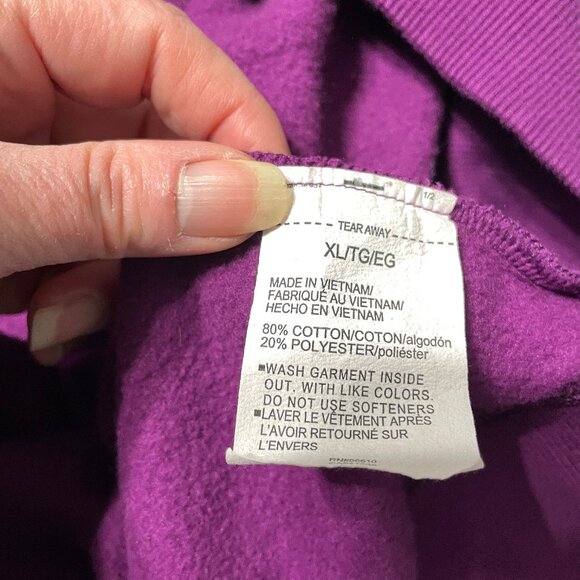 1/2
TEAR AWAY
XL/TG/EG
MADE IN VIETNAM/
FABRIQUÉ AU VIETNAM/
HECHO EN VIETNAM
80% COTTON/COTON/algodón
20% POLYESTER/poliéster
▪WASH GARMENT INSIDE
OUT, WITH LIKE COLORS.
DO NOT USE SOFTENERS
▪LAVER LE VÊTEMENT APRÈS
L'AVOIR RETOURNÉ SUR
L'ENVERS